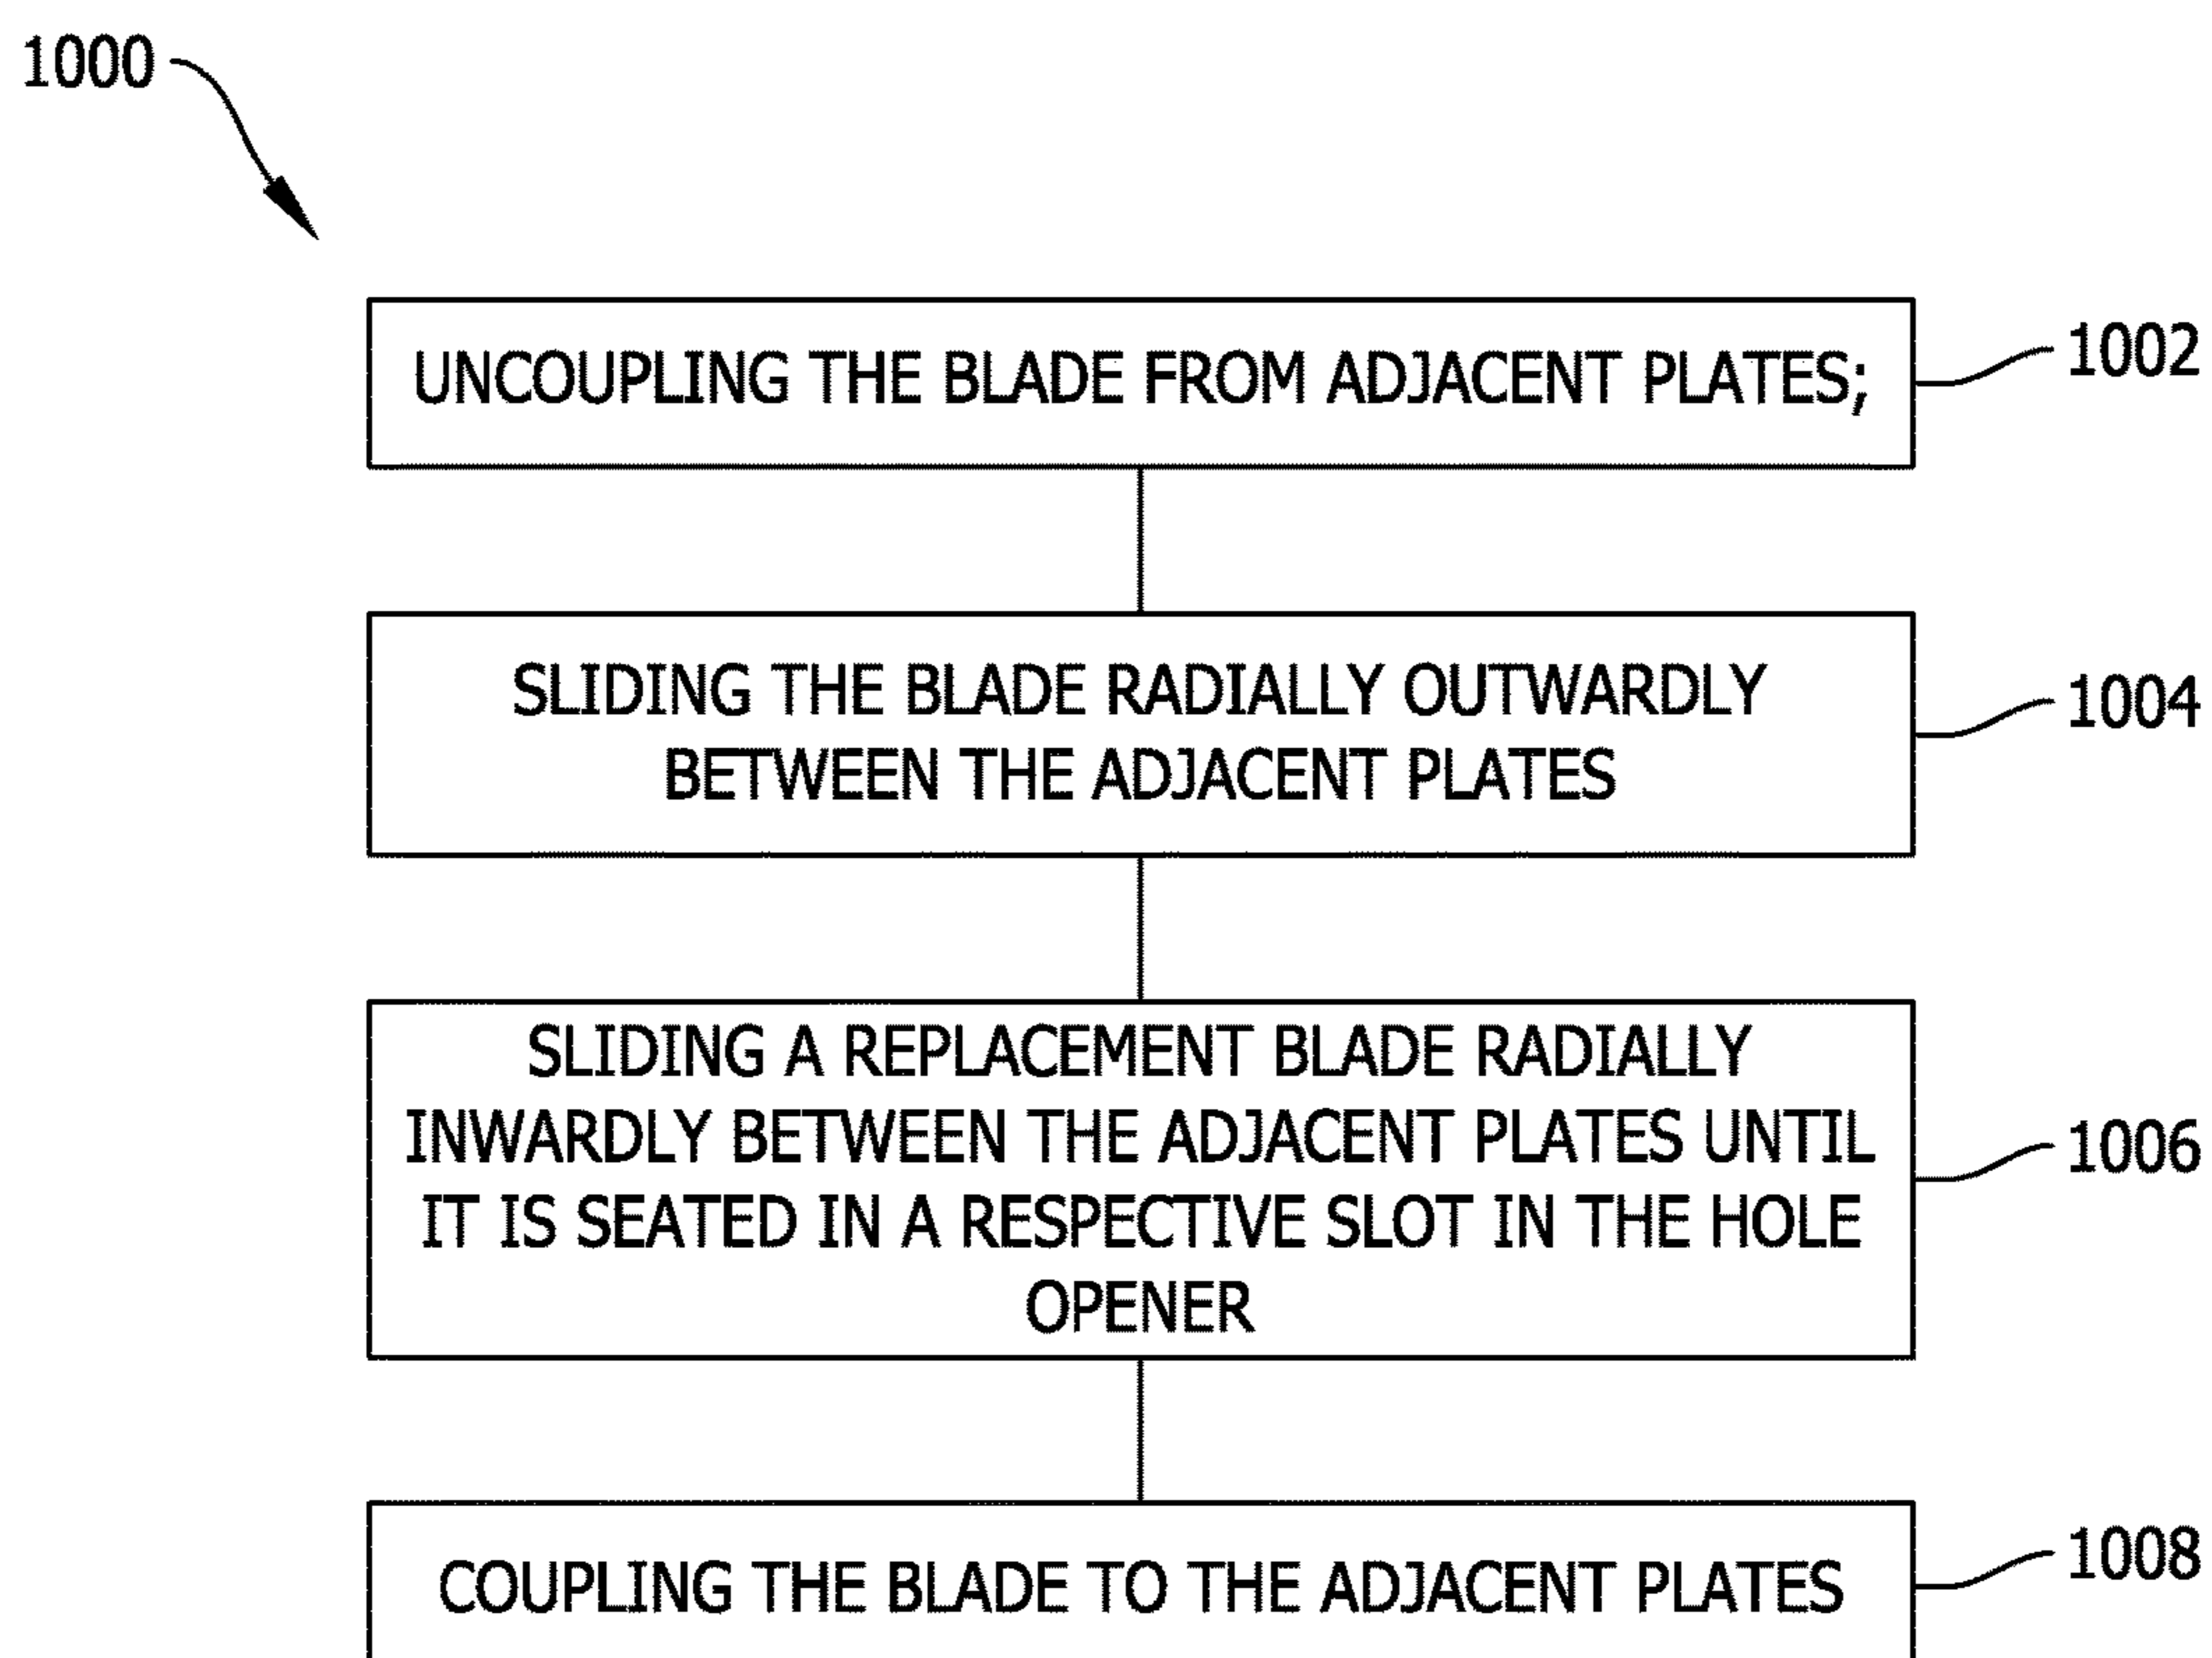 1000
UNCOUPLING THE BLADE FROM ADJACENT PLATES;
1002
SLIDING THE BLADE RADIALLY OUTWARDLY
BETWEEN THE ADJACENT PLATES
1004
SLIDING A REPLACEMENT BLADE RADIALLY
INWARDLY BETWEEN THE ADJACENT PLATES UNTIL
IT IS SEATED IN A RESPECTIVE SLOT IN THE HOLE
OPENER
1006
COUPLING THE BLADE TO THE ADJACENT PLATES
1008